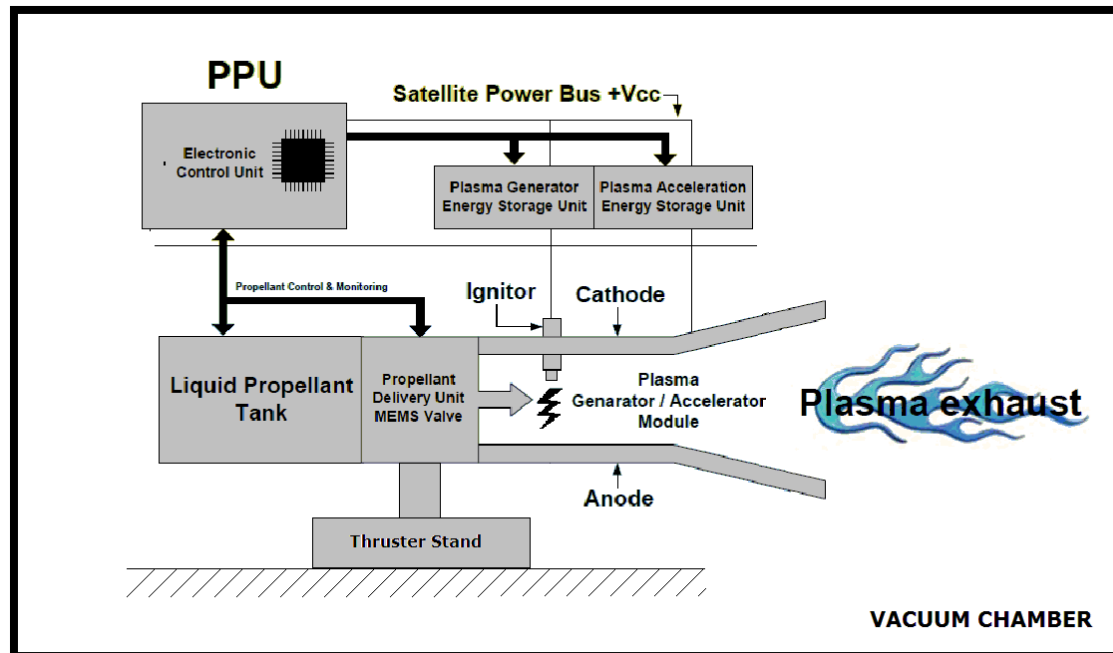 PPU
Satellite Power Bus +Vcc
Electronic
Control Unit
Plasma Generator
Energy Storage Unit
Plasma Acceleration
Energy Storage Unit
Propellant Control & Monitoring
Ignitor
Cathode
Liquid Propellant
Tank
Propellant
Delivery Unit
MEMS Valve
Plasma
Genarator / Accelerator
Module
Plasma exhaust
Anode
Thruster Stand
VACUUM CHAMBER